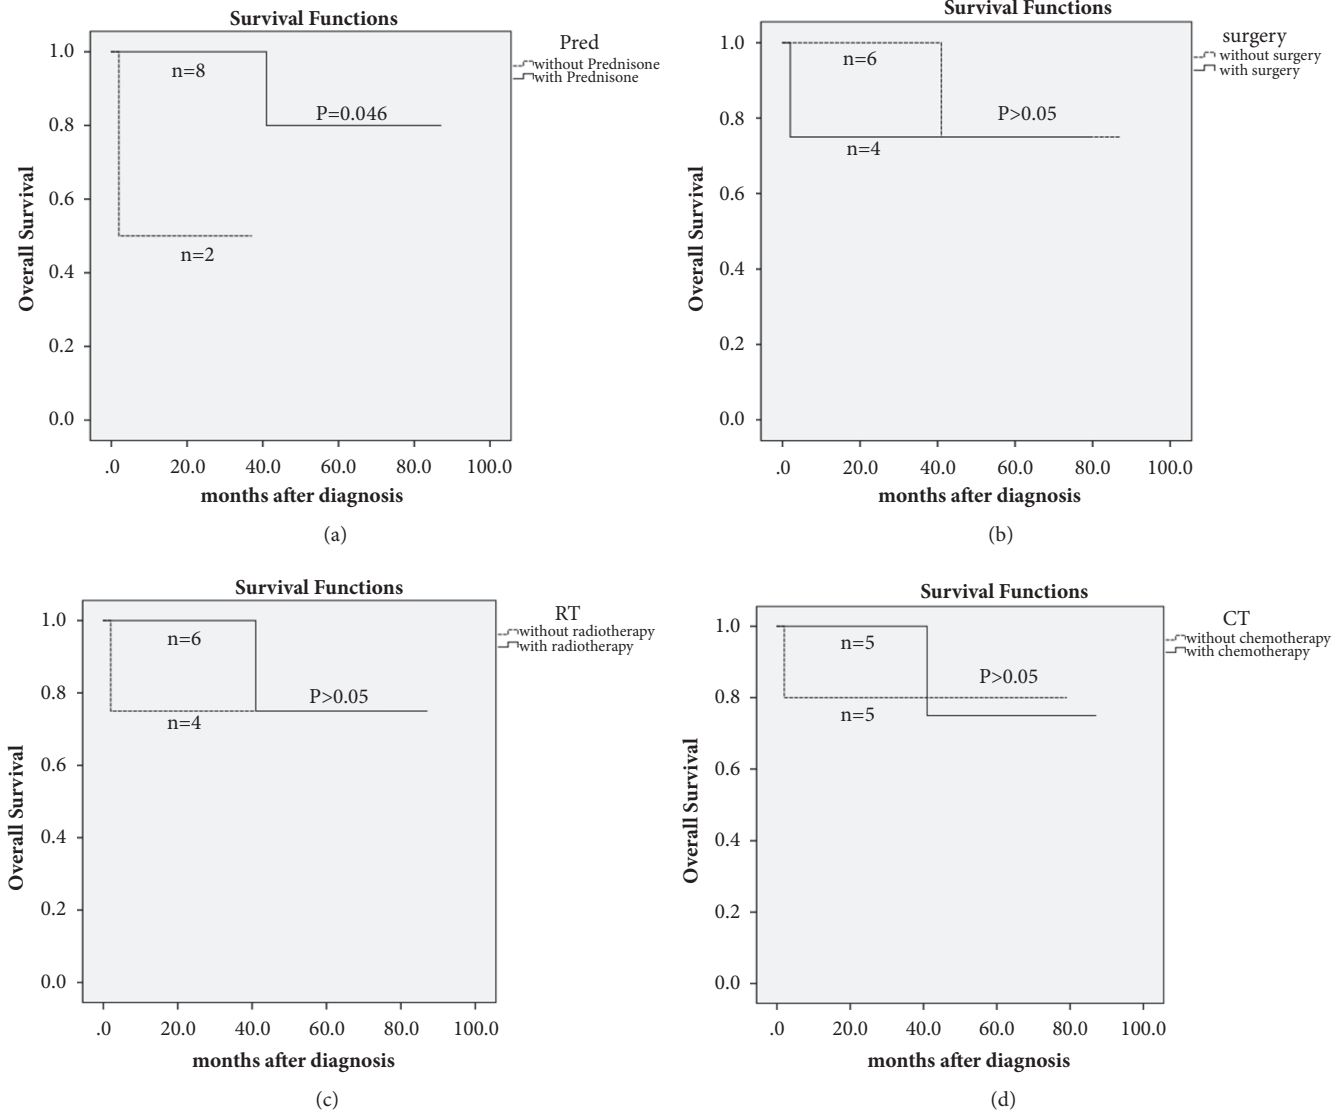 Survival Functions
Pred
without Prednisone
with Prednisone
n=8
P=0.046
n=2
Overall Survival
1.0
0.8
0.6
0.4
0.2
0.0
.0 20.0 40.0 60.0 80.0 100.0
months after diagnosis
(a)
Survival Functions
surgery
without surgery
with surgery
n=6
P>0.05
n=4
Overall Survival
1.0
0.8
0.6
0.4
0.2
0.0
.0 20.0 40.0 60.0 80.0 100.0
months after diagnosis
(b)
Survival Functions
RT
without radiotherapy
with radiotherapy
n=6
P>0.05
n=4
Overall Survival
1.0
0.8
0.6
0.4
0.2
0.0
.0 20.0 40.0 60.0 80.0 100.0
months after diagnosis
(c)
Survival Functions
CT
without chemotherapy
with chemotherapy
n=5
P>0.05
n=5
Overall Survival
1.0
0.8
0.6
0.4
0.2
0.0
.0 20.0 40.0 60.0 80.0 100.0
months after diagnosis
(d)